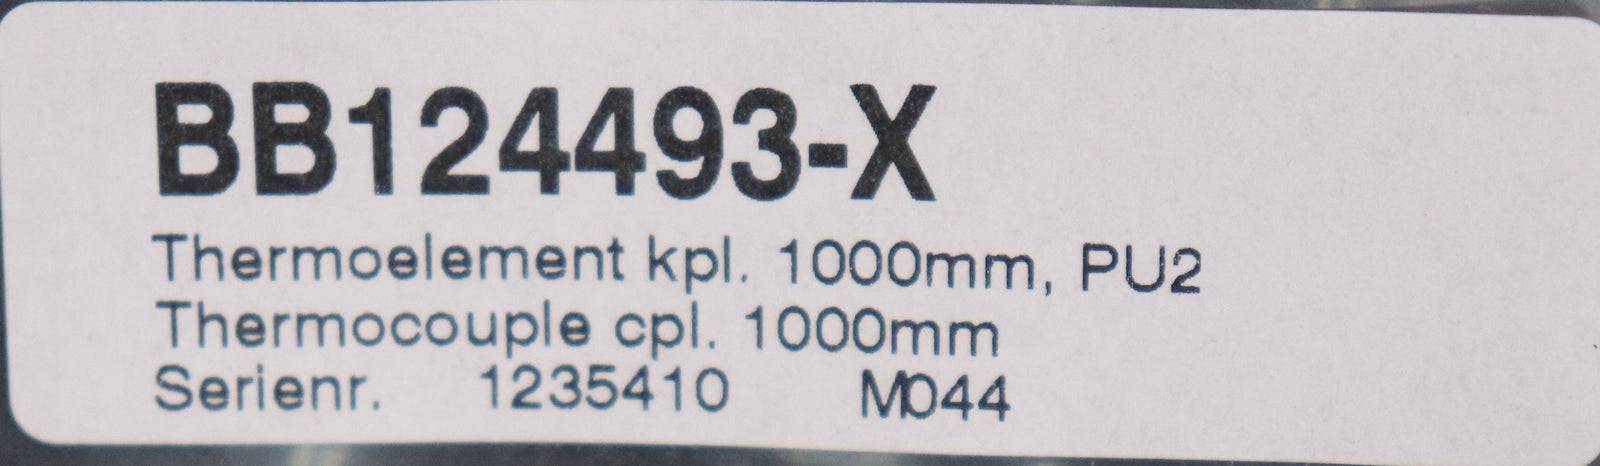 BB124493-X
Thermoelement kpl. 1000mm, PU2
Thermocouple cpl. 1000mm
Serienr. 1235410 M044